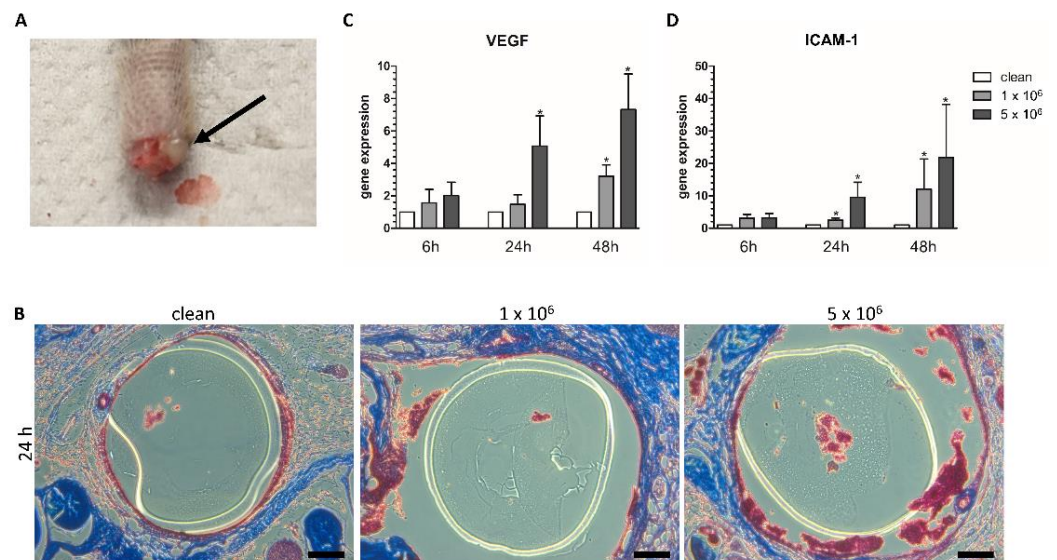 A
C
VEGF
gene expression
10
8
6
4
2
0
*
*
*
6h
24h
48h
D
ICAM-1
gene expression
50
40
30
20
10
0
*
*
*
*
6h
24h
48h
clean
1 x 10⁶
5 x 10⁶
B
clean
1 x 10⁶
5 x 10⁶
24 h